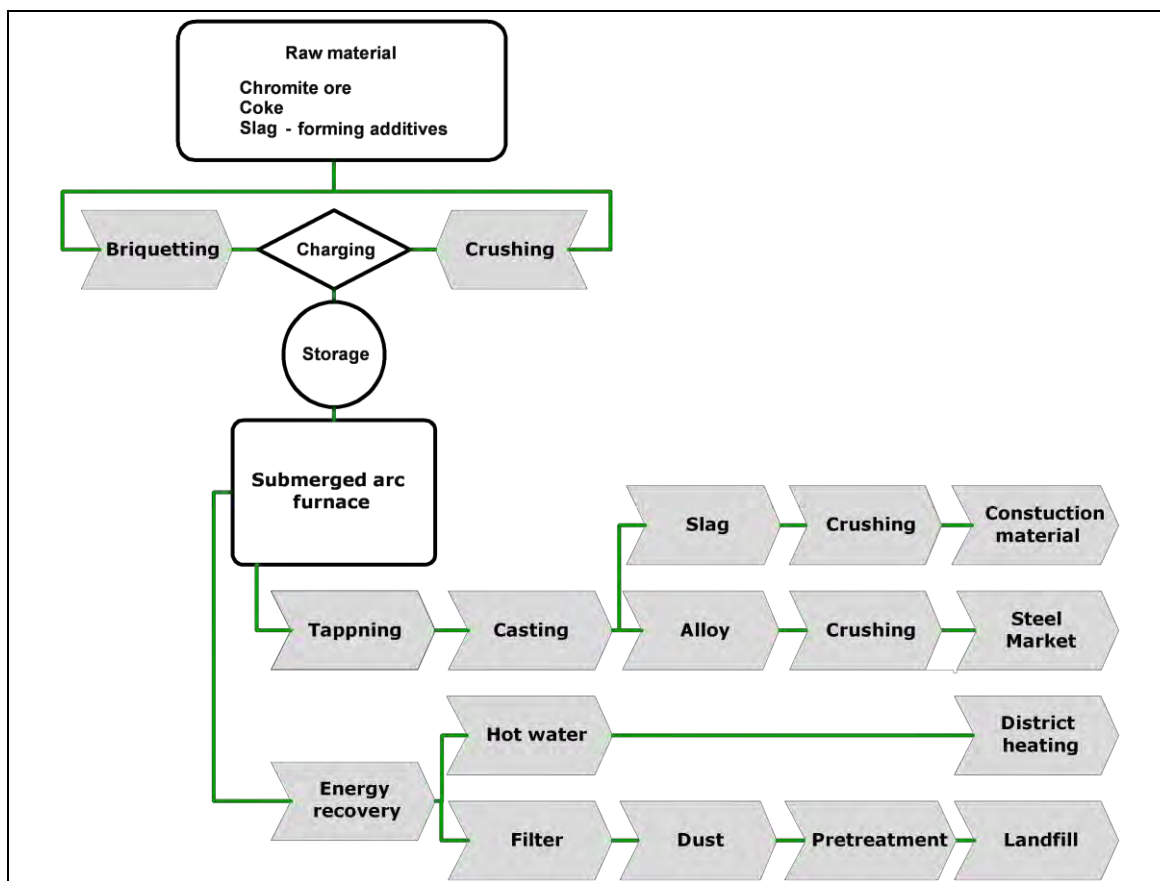 Raw material
Chromite ore
Coke
Slag - forming additives
Briquetting
Charging
Crushing
Storage
Submerged arc
furnace
Slag
Crushing
Constuction
material
Tappning
Casting
Alloy
Crushing
Steel
Market
Hot water
District
heating
Energy
recovery
Filter
Dust
Pretreatment
Landfill